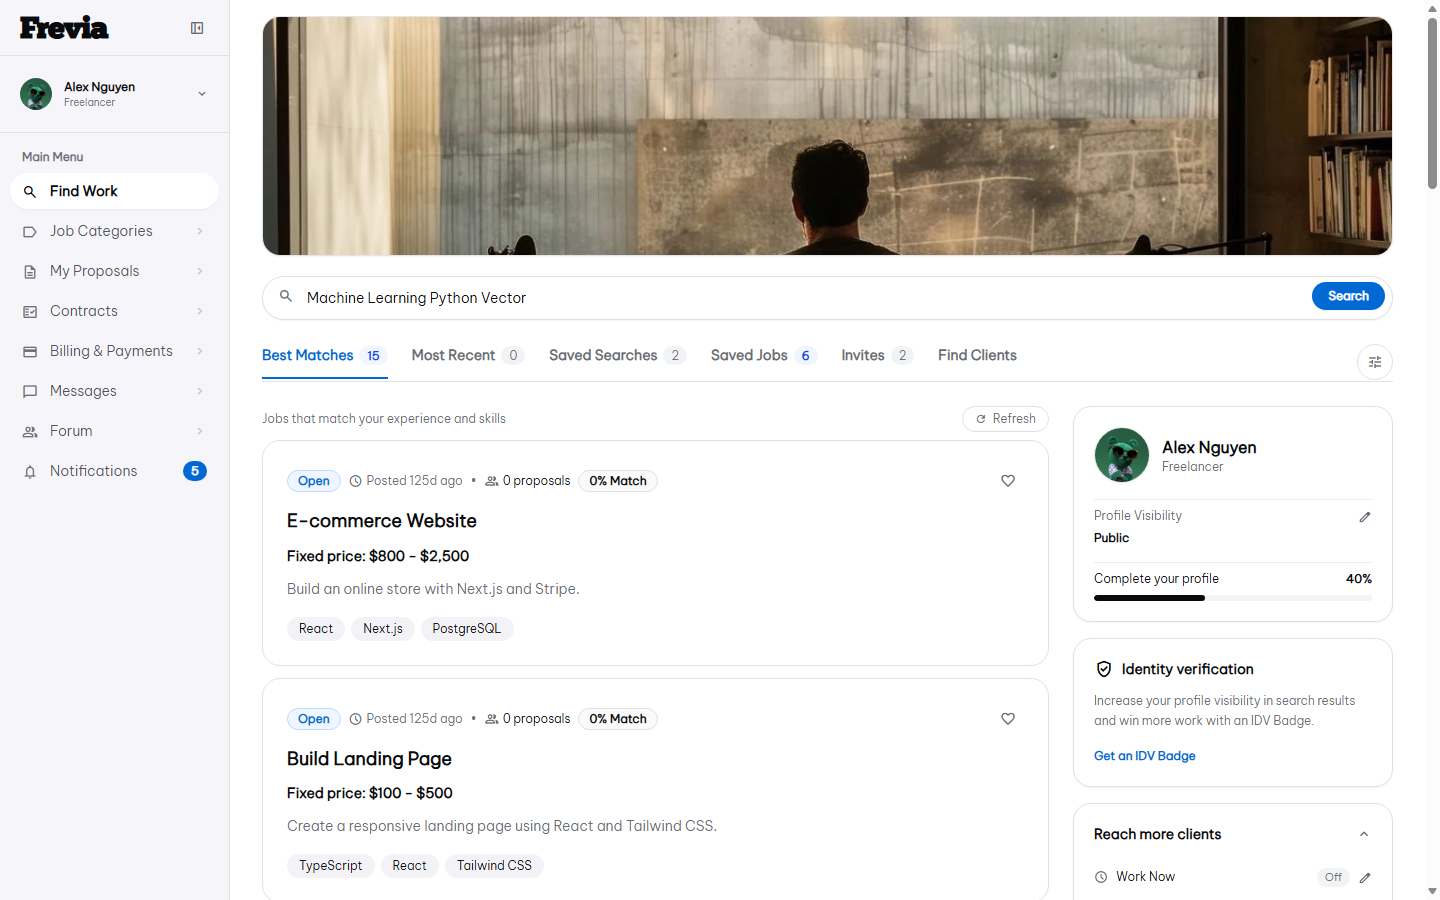 Frevia
Alex Nguyen
Freelancer
Main Menu
Find Work
Job Categories
My Proposals
Contracts
Billing & Payments
Messages
Forum
Notifications 5
Machine Learning Python Vector
Search
Best Matches 15
Most Recent 0
Saved Searches 2
Saved Jobs 6
Invites 2
Find Clients
Jobs that match your experience and skills
Refresh
Open Posted 125d ago • 0 proposals 0% Match
E-commerce Website
Fixed price: $800 - $2,500
Build an online store with Next.js and Stripe.
React Next.js PostgreSQL
Open Posted 125d ago • 0 proposals 0% Match
Build Landing Page
Fixed price: $100 - $500
Create a responsive landing page using React and Tailwind CSS.
TypeScript React Tailwind CSS
Alex Nguyen
Freelancer
Profile Visibility
Public
Complete your profile 40%
Identity verification
Increase your profile visibility in search results
and win more work with an IDV Badge.
Get an IDV Badge
Reach more clients
Work Now Off